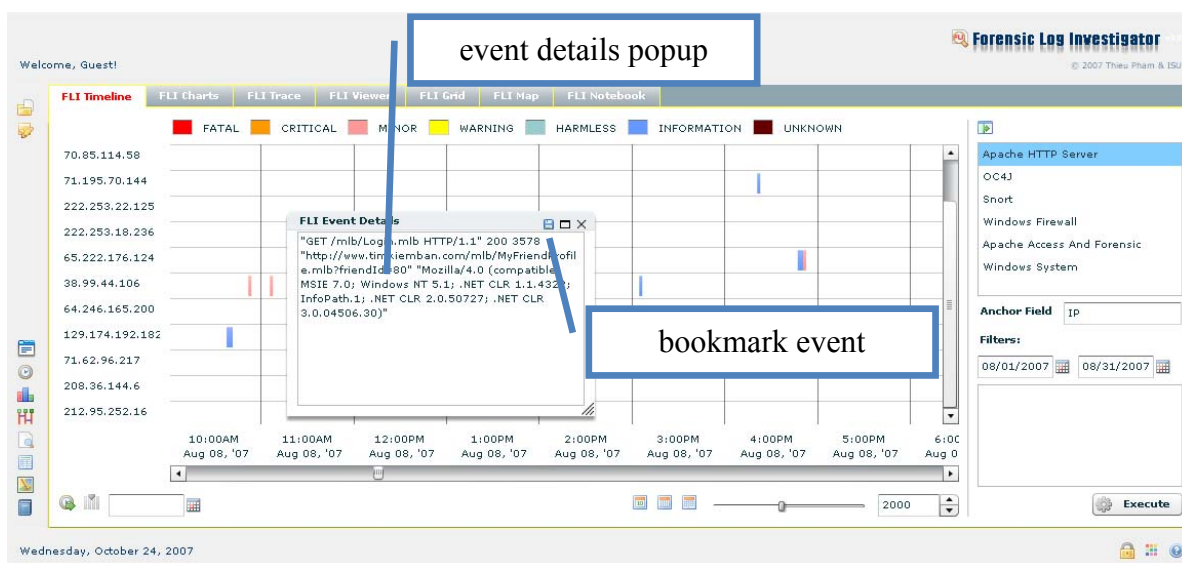 event details popup
Forensic Log Investigator
Welcome, Guest!
© 2007 Thieu Pham & ISU
FLI Timeline FLI Charts FLI Trace FLI Viewer FLI Grid FLI Map FLI Notebook
FATAL CRITICAL MINOR WARNING HARMLESS INFORMATION UNKNOWN
70.85.114.58
71.195.70.144
222.253.22.125
222.253.18.236
65.222.176.124
38.99.44.106
64.246.165.200
129.174.192.182
71.62.96.217
208.36.144.6
212.95.252.16
FLI Event Details
"GET /mlb/Login.mlb HTTP/1.1" 200 3578
"http://www.timkiemban.com/mlb/MyFriendProfil
e.mlb?friendId=980" "Mozilla/4.0 (compatible;
MSIE 7.0; Windows NT 5.1; .NET CLR 1.1.4322;
InfoPath.1; .NET CLR 2.0.50727; .NET CLR
3.0.04506.30)"
bookmark event
10:00AM 11:00AM 12:00PM 1:00PM 2:00PM 3:00PM 4:00PM 5:00PM 6:00
Aug 08, '07 Aug 08, '07 Aug 08, '07 Aug 08, '07 Aug 08, '07 Aug 08, '07 Aug 08, '07 Aug 08, '07 Aug 0
2000
Apache HTTP Server
OC4J
Snort
Windows Firewall
Apache Access And Forensic
Windows System
Anchor Field IP
Filters:
08/01/2007 08/31/2007
Execute
Wednesday, October 24, 2007